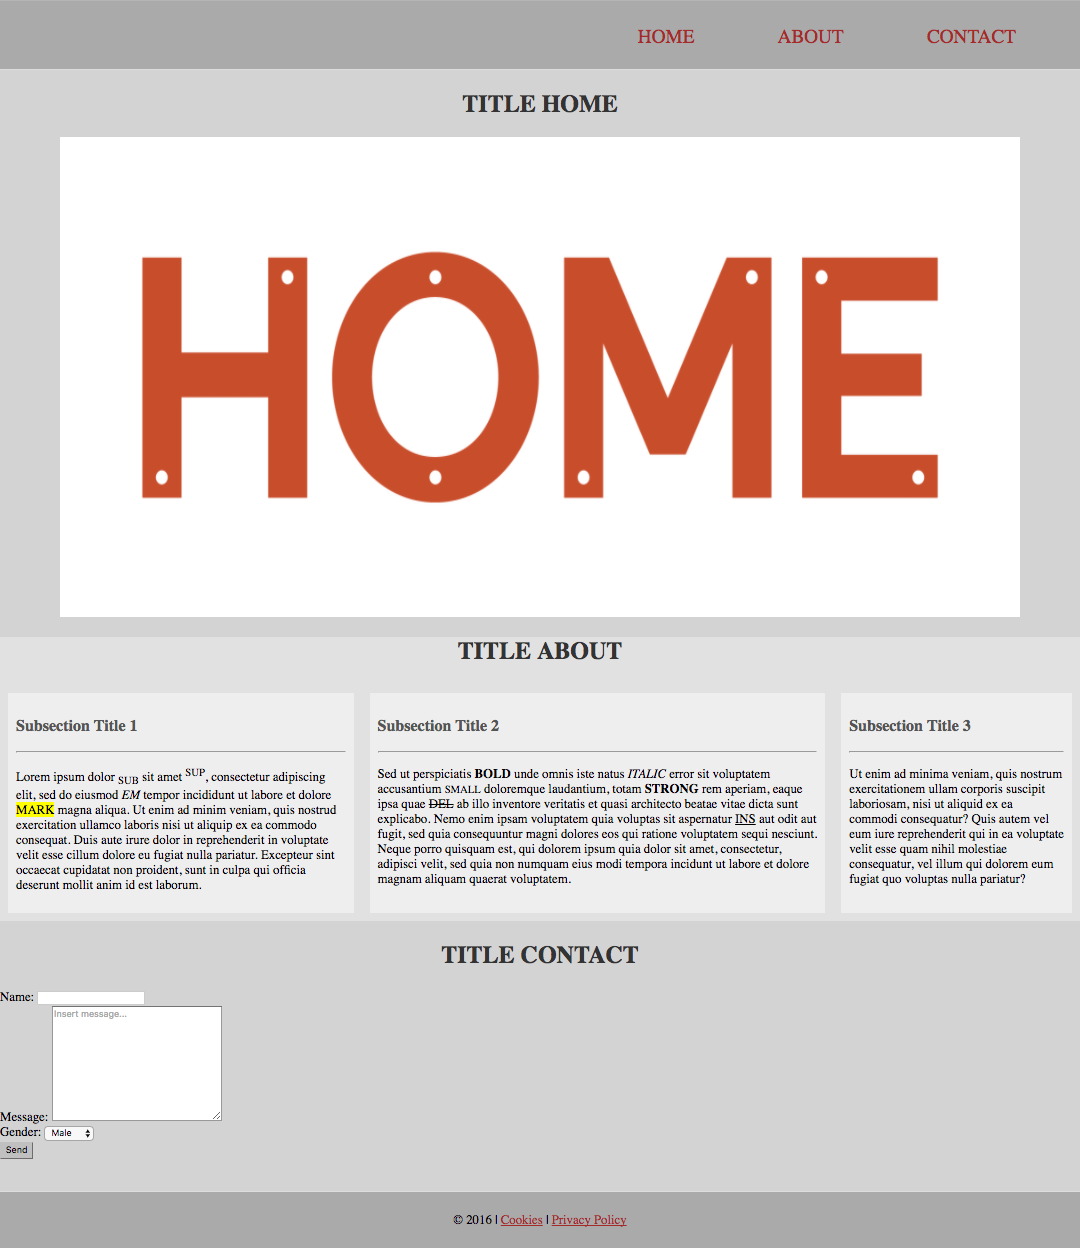 HOME ABOUT CONTACT
TITLE HOME
HOME
TITLE ABOUT
Subsection Title 1
Lorem ipsum dolor SUB sit amet SUP, consectetur adipiscing
elit, sed do eiusmod EM tempor incididunt ut labore et dolore
MARK magna aliqua. Ut enim ad minim veniam, quis nostrud
exercitation ullamco laboris nisi ut aliquip ex ea commodo
consequat. Duis aute irure dolor in reprehenderit in voluptate
velit esse cillum dolore eu fugiat nulla pariatur. Excepteur sint
occaecat cupidatat non proident, sunt in culpa qui officia
deserunt mollit anim id est laborum.
Subsection Title 2
Sed ut perspiciatis BOLD unde omnis iste natus ITALIC error sit voluptatem
accusantium SMALL doloremque laudantium, totam STRONG rem aperiam, eaque
ipsa quae DEL ab illo inventore veritatis et quasi architecto beatae vitae dicta sunt
explicabo. Nemo enim ipsam voluptatem quia voluptas sit aspernatur INS aut odit aut
fugit, sed quia consequuntur magni dolores eos qui ratione voluptatem sequi nesciunt.
Neque porro quisquam est, qui dolorem ipsum quia dolor sit amet, consectetur,
adipisci velit, sed quia non numquam eius modi tempora incidunt ut labore et dolore
magnam aliquam quaerat voluptatem.
Subsection Title 3
Ut enim ad minima veniam, quis nostrum
exercitationem ullam corporis suscipit
laboriosam, nisi ut aliquid ex ea
commodi consequatur? Quis autem vel
eum iure reprehenderit qui in ea voluptate
velit esse quam nihil molestiae
consequatur, vel illum qui dolorem eum
fugiat quo voluptas nulla pariatur?
TITLE CONTACT
Name:
Insert message...
Message:
Gender: Male
Send
© 2016 | Cookies | Privacy Policy